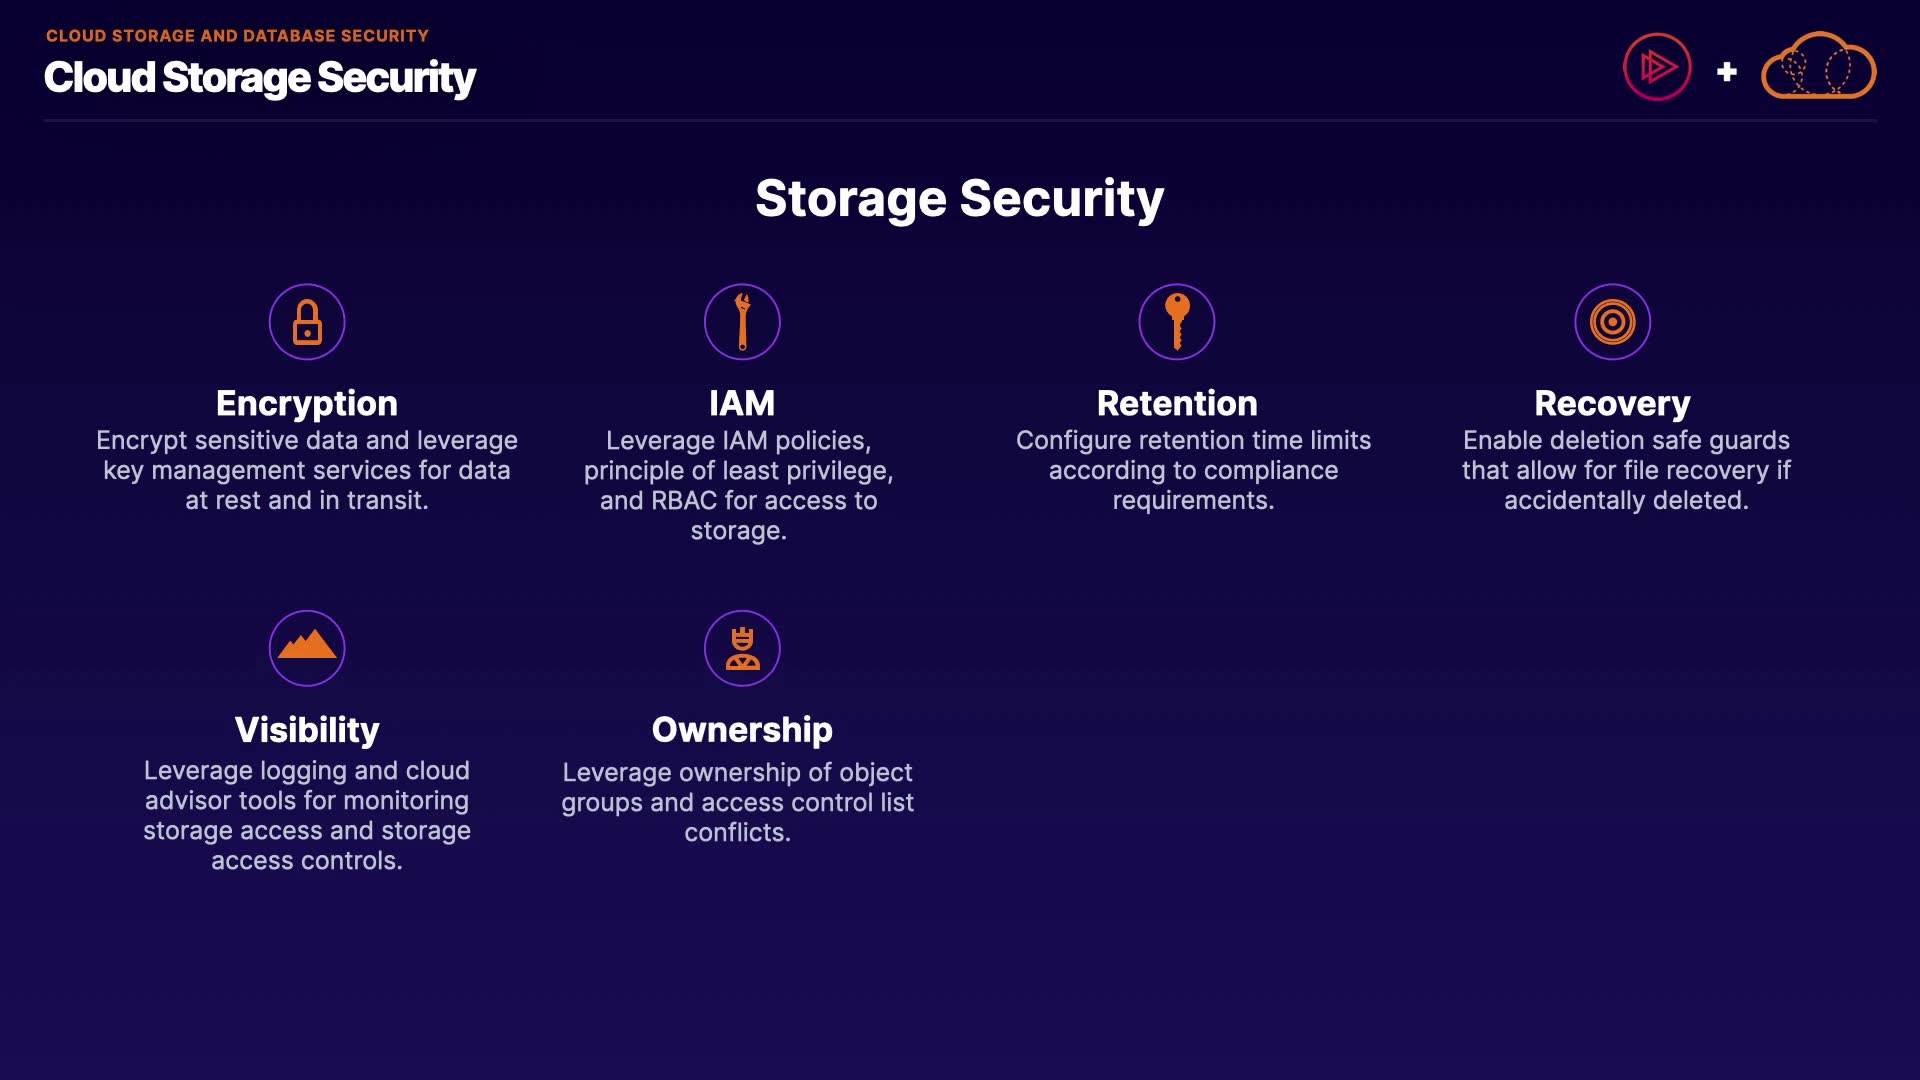 CLOUD STORAGE AND DATABASE SECURITY
Cloud Storage Security
Storage Security
Encryption
Encrypt sensitive data and leverage
key management services for data
at rest and in transit.
IAM
Leverage IAM policies,
principle of least privilege,
and RBAC for access to
storage.
Retention
Configure retention time limits
according to compliance
requirements.
Recovery
Enable deletion safe guards
that allow for file recovery if
accidentally deleted.
Visibility
Leverage logging and cloud
advisor tools for monitoring
storage access and storage
access controls.
Ownership
Leverage ownership of object
groups and access control list
conflicts.